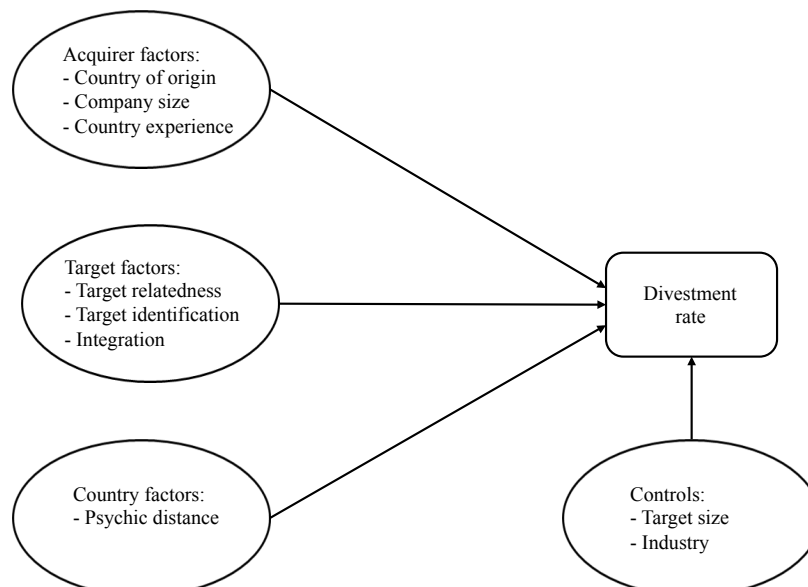 Acquirer factors:
- Country of origin
- Company size
- Country experience
Target factors:
- Target relatedness
- Target identification
- Integration
Divestment
rate
Country factors:
- Psychic distance
Controls:
- Target size
- Industry